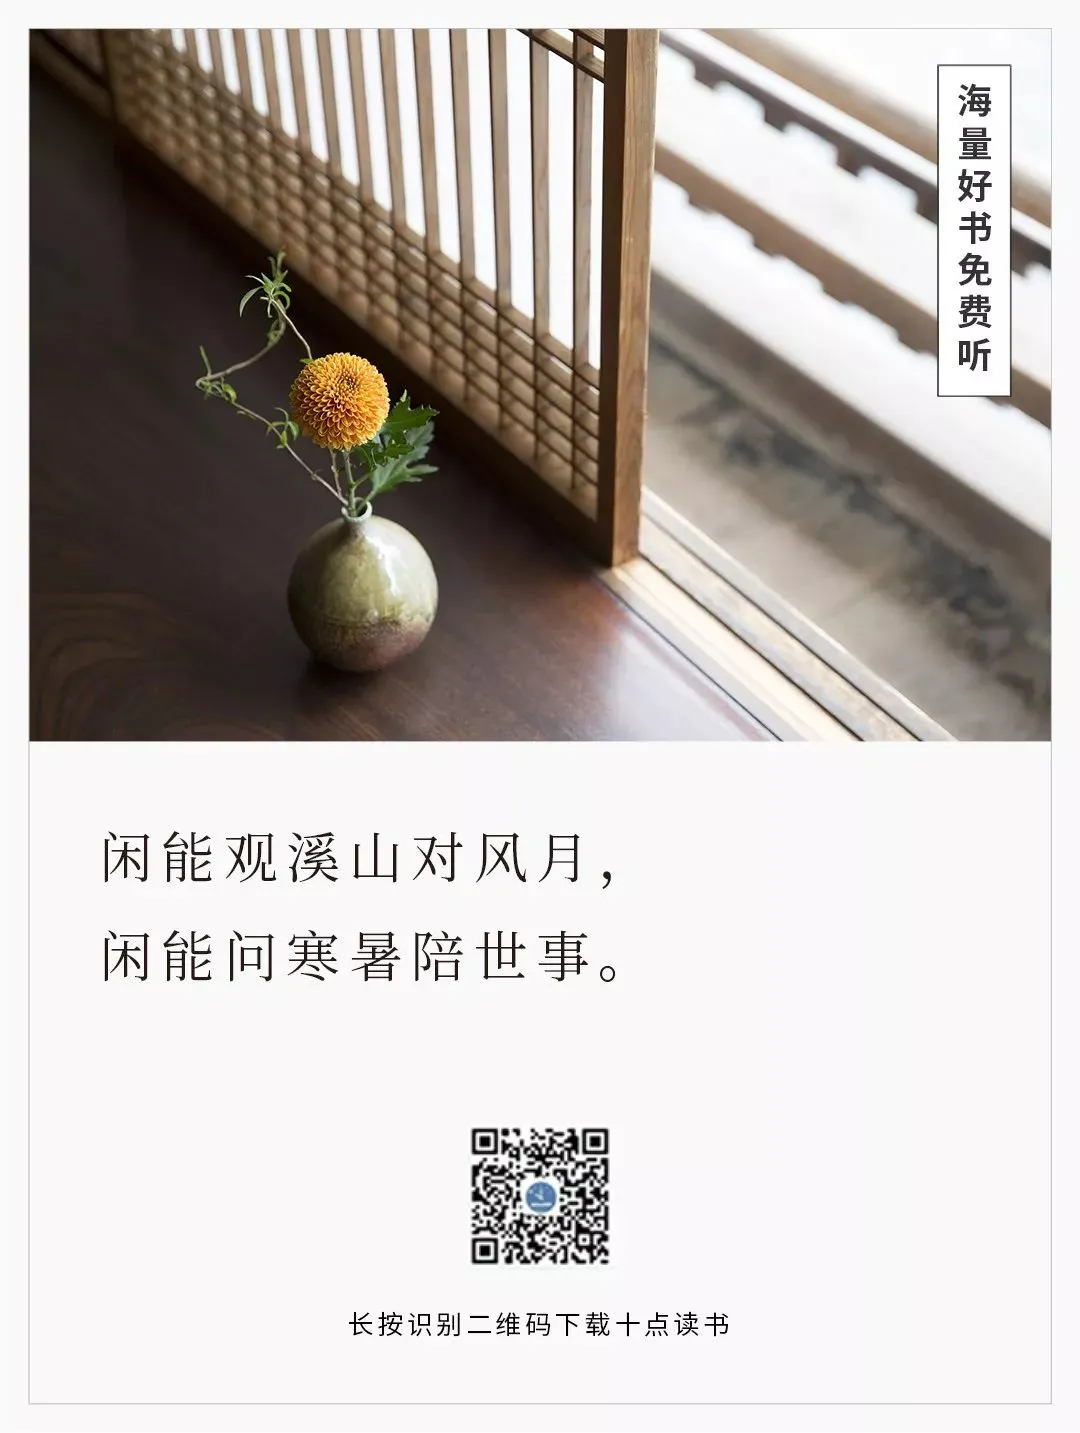 海量好书免费听
闲能观溪山对风月，
闲能问寒暑陪世事。
长按识别二维码下载十点读书